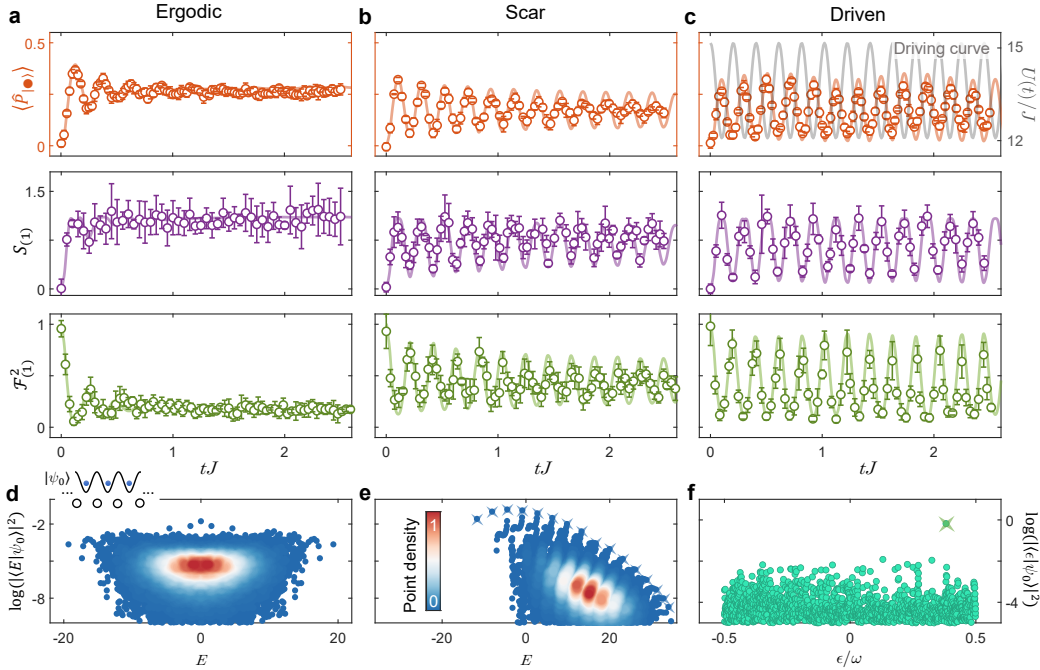 a Ergodic b Scar c Driven
0.5
0
⟨P̂|●⟩⟩
Driving curve
15
12
U(t)/J
1.5
0
S(1)
1
0
ℱ²(1)
0 1 2
0 1 2
0 1 2
tJ tJ tJ
d |ψ0⟩ ... ...
e
f
log(|⟨E|ψ0⟩|²)
-2
-8
-20 0 20
E
Point density
1
0
-20 0 20
E
0
-2
-4
log(|⟨ϵ|ψ0⟩|²)
-0.5 0 0.5
ϵ/ω